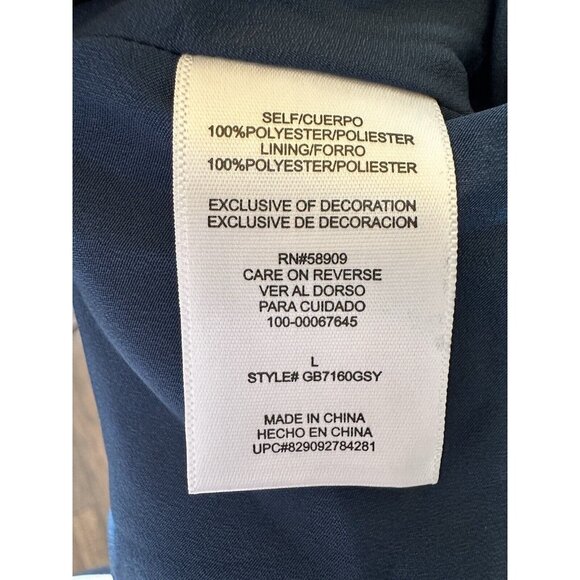 SELF/CUERPO
100%POLYESTER/POLIESTER
LINING/FORRO
100%POLYESTER/POLIESTER
EXCLUSIVE OF DECORATION
EXCLUSIVE DE DECORACION
RN#58909
CARE ON REVERSE
VER AL DORSO
PARA CUIDADO
100-00067645
L
STYLE# GB7160GSY
MADE IN CHINA
HECHO EN CHINA
UPC#829092784281